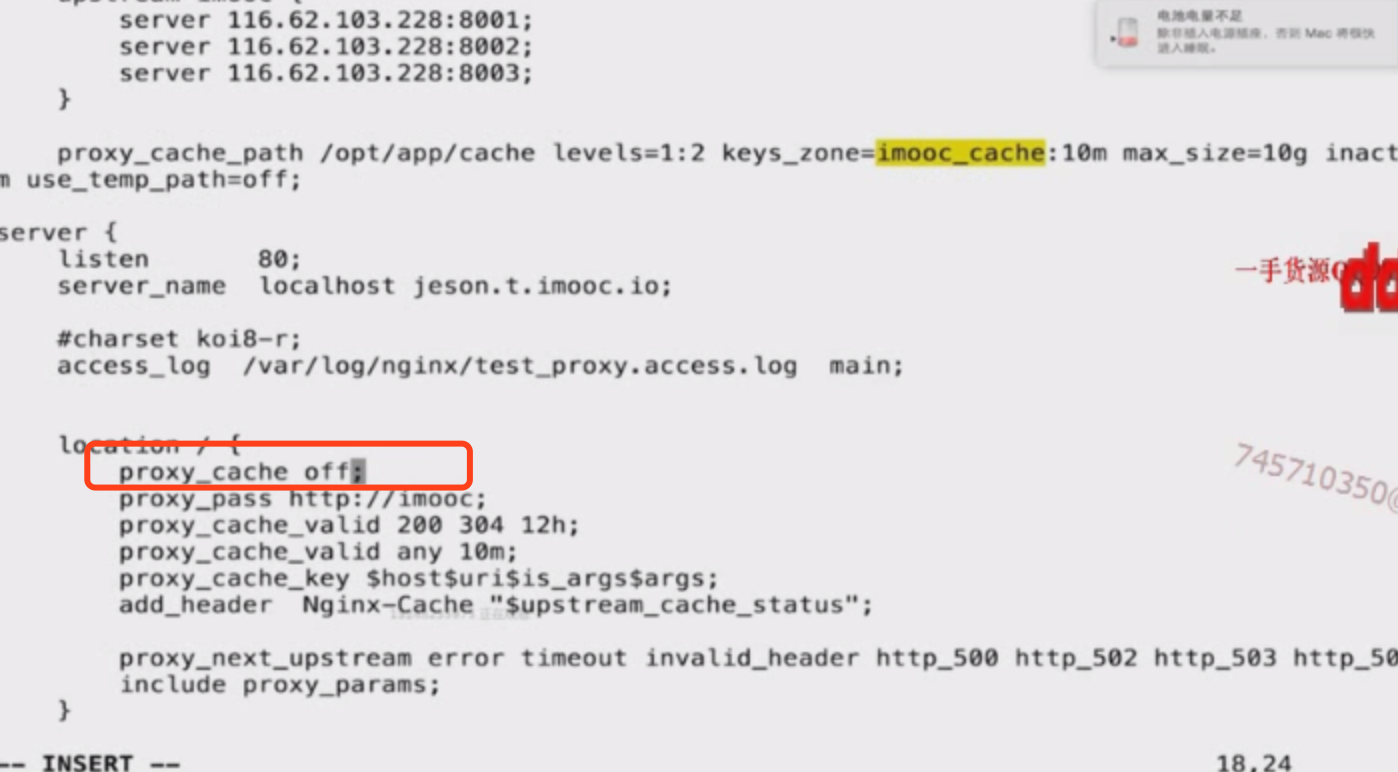 upstream imooc {
server 116.62.103.228:8001;
server 116.62.103.228:8002;
server 116.62.103.228:8003;
}
电池电量不足
除非插入电源插座，否则 Mac 将很快
进入睡眠。
proxy_cache_path /opt/app/cache levels=1:2 keys_zone=imooc_cache:10m max_size=10g inact
m use_temp_path=off;
server {
listen 80;
server_name localhost jeson.t.imooc.io;
一手货源
#charset koi8-r;
access_log /var/log/nginx/test_proxy.access.log main;
location / {
proxy_cache off;
proxy_pass http://imooc;
proxy_cache_valid 200 304 12h;
proxy_cache_valid any 10m;
proxy_cache_key $host$uri$is_args$args;
add_header Nginx-Cache "$upstream_cache_status";
745710350@
proxy_next_upstream error timeout invalid_header http_500 http_502 http_503 http_50
include proxy_params;
}
-- INSERT --
18,24